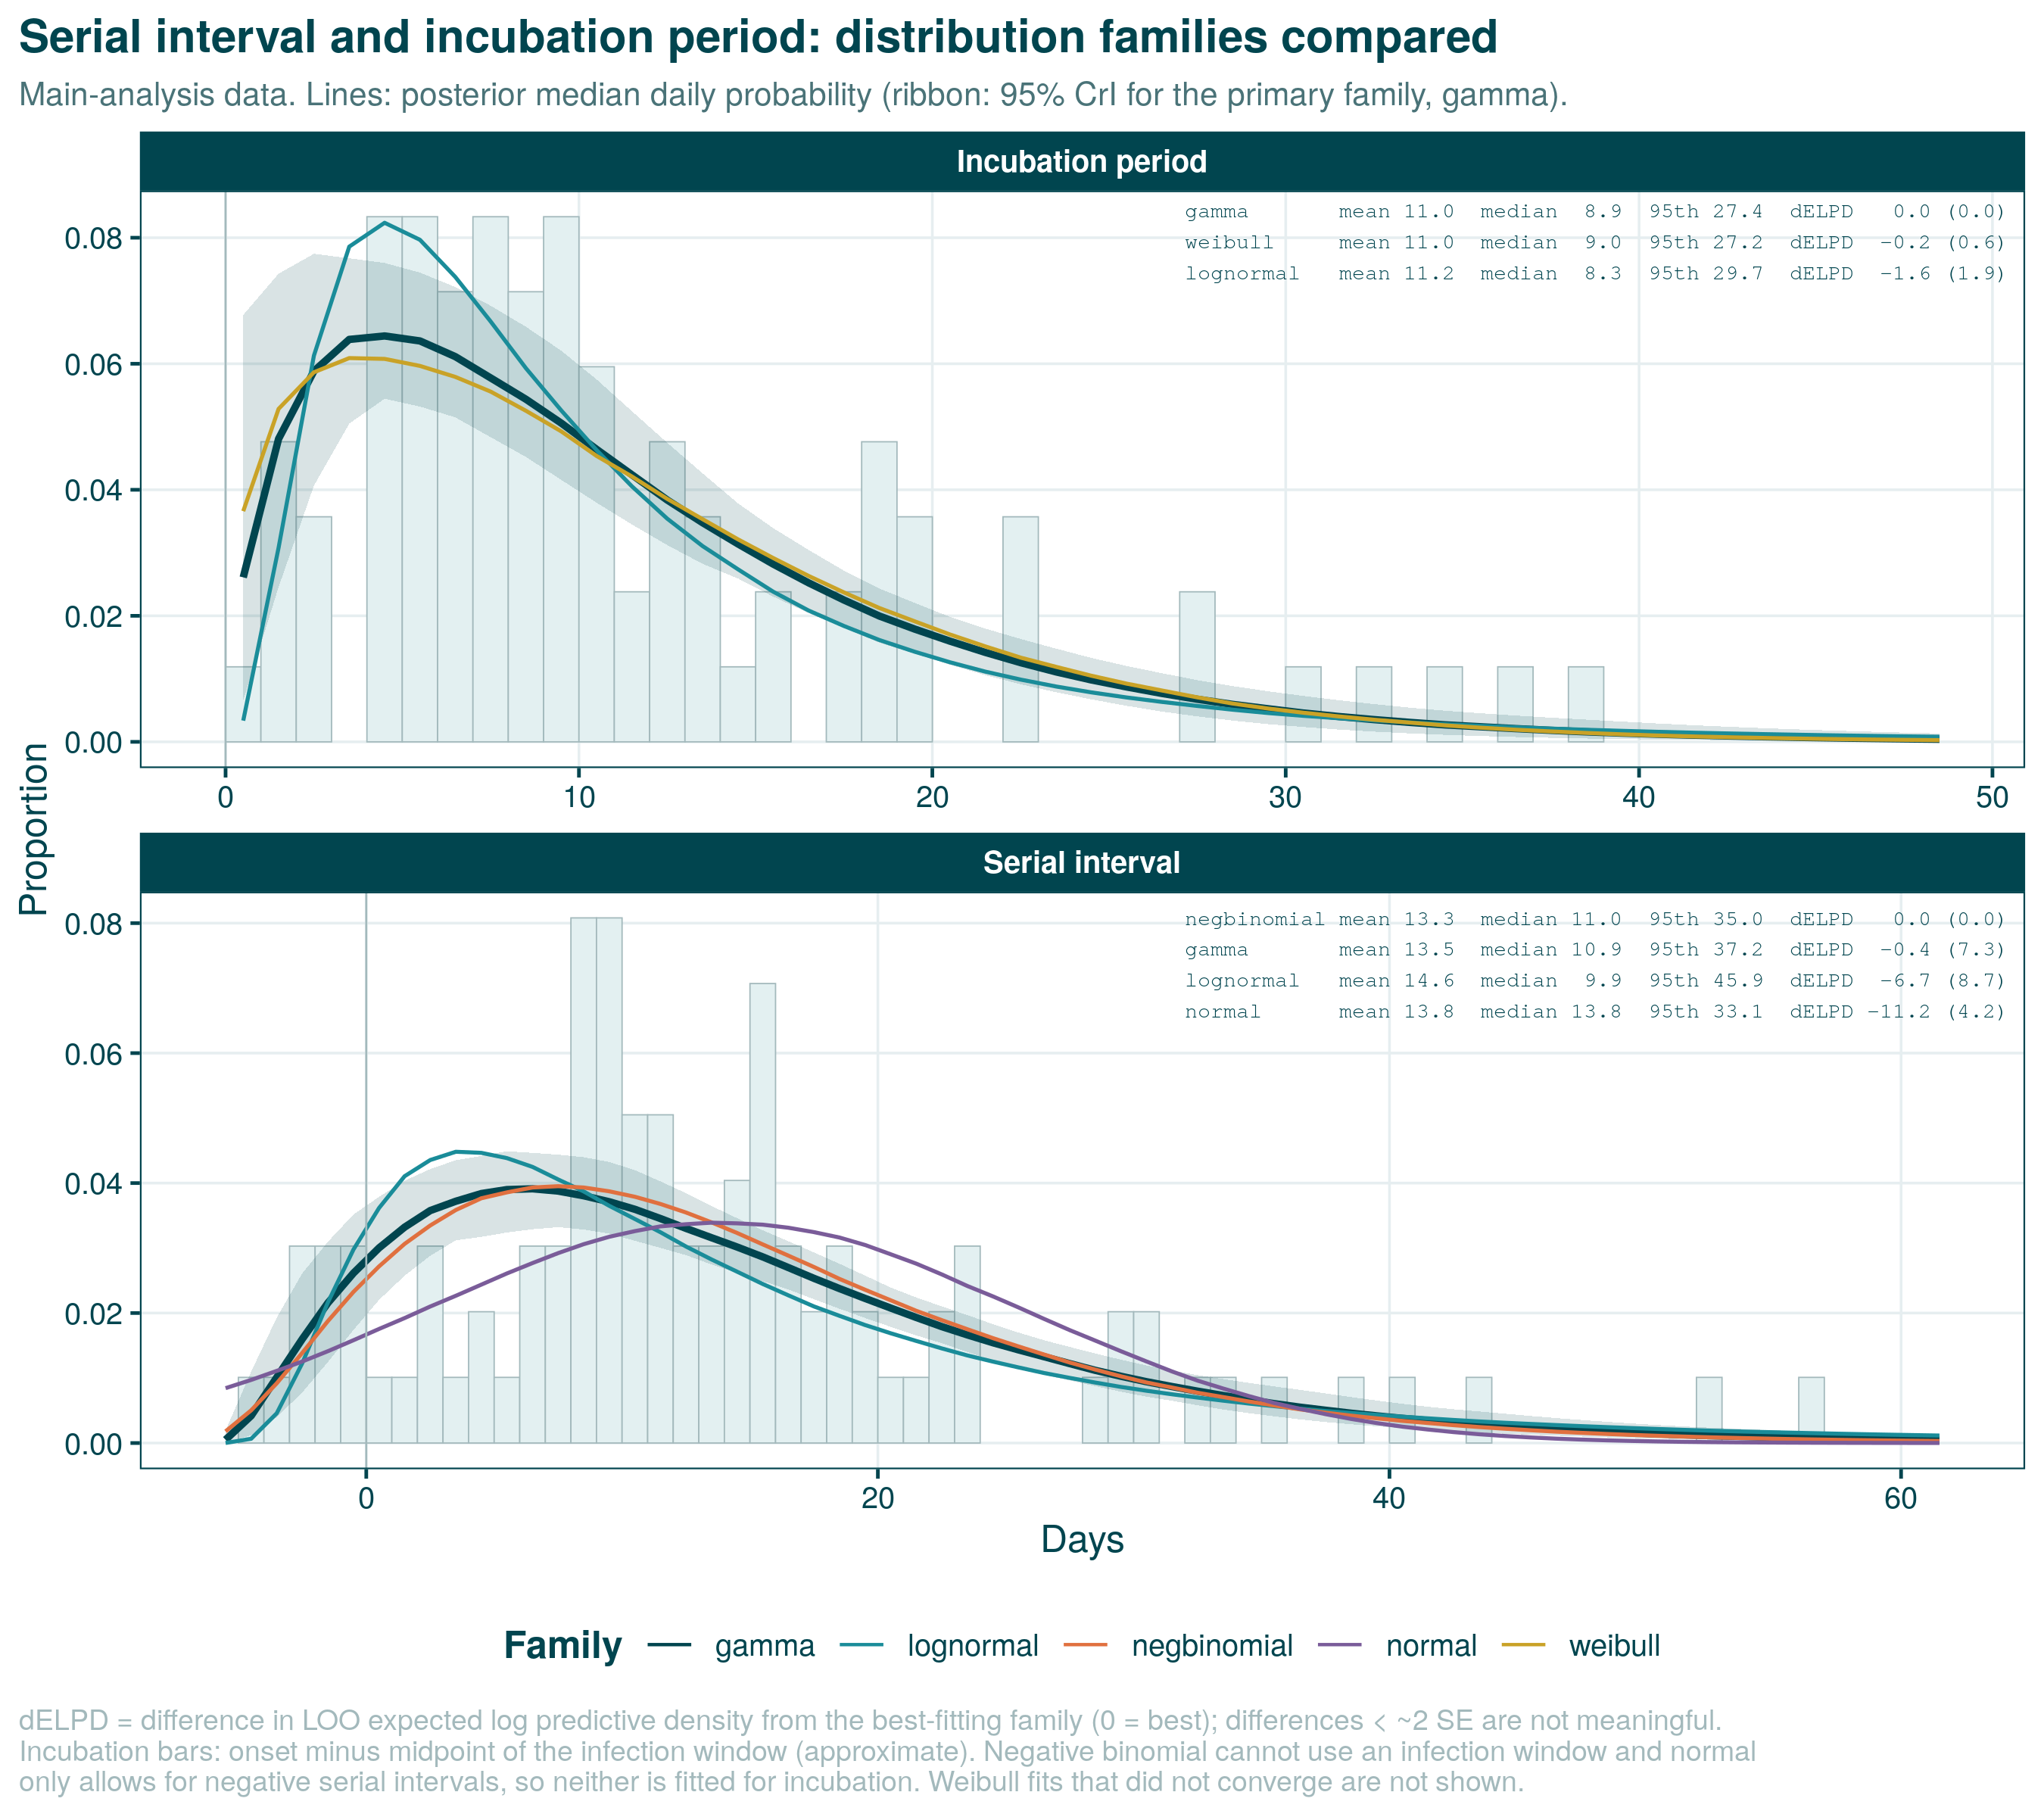 Serial interval and incubation period: distribution families compared
Main-analysis data. Lines: posterior median daily probability (ribbon: 95% CrI for the primary family, gamma).
Incubation period
gamma mean 11.0 median 8.9 95th 27.4 dELPD 0.0 (0.0)
weibull mean 11.0 median 9.0 95th 27.2 dELPD −0.2 (0.6)
lognormal mean 11.2 median 8.3 95th 29.7 dELPD −1.6 (1.9)
0.08
0.06
0.04
0.02
0.00
0 10 20 30 40 50
Proportion
Serial interval
negbinomial mean 13.3 median 11.0 95th 35.0 dELPD 0.0 (0.0)
gamma mean 13.5 median 10.9 95th 37.2 dELPD −0.4 (7.3)
lognormal mean 14.6 median 9.9 95th 45.9 dELPD −6.7 (8.7)
normal mean 13.8 median 13.8 95th 33.1 dELPD −11.2 (4.2)
0.08
0.06
0.04
0.02
0.00
0 20 40 60
Days
Family gamma lognormal negbinomial normal weibull
dELPD = difference in LOO expected log predictive density from the best-fitting family (0 = best); differences < ~2 SE are not meaningful.
Incubation bars: onset minus midpoint of the infection window (approximate). Negative binomial cannot use an infection window and normal
only allows for negative serial intervals, so neither is fitted for incubation. Weibull fits that did not converge are not shown.